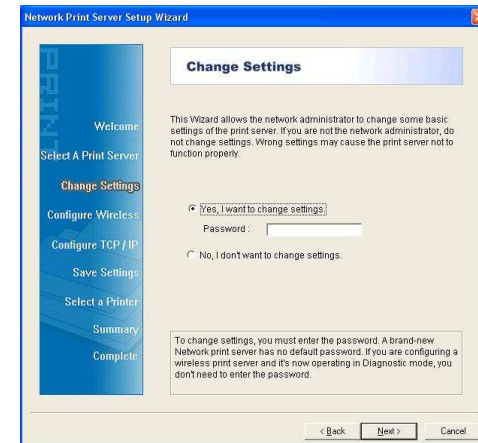 Network Print Server Setup Wizard
PRINT
Change Settings
Welcome
Select A Print Server
Change Settings
Configure Wireless
Configure TCP / IP
Save Settings
Select a Printer
Summary
Complete
This Wizard allows the network administrator to change some basic
settings of the print server. If you are not the network administrator, do
not change settings. Wrong settings may cause the print server not to
function properly.
Yes, I want to change settings.
Password :
No, I don't want to change settings.
To change settings, you must enter the password. A brand-new
Network print server has no default password. If you are configuring a
wireless print server and it's now operating in Diagnostic mode, you
don't need to enter the password.
< Back
Next >
Cancel